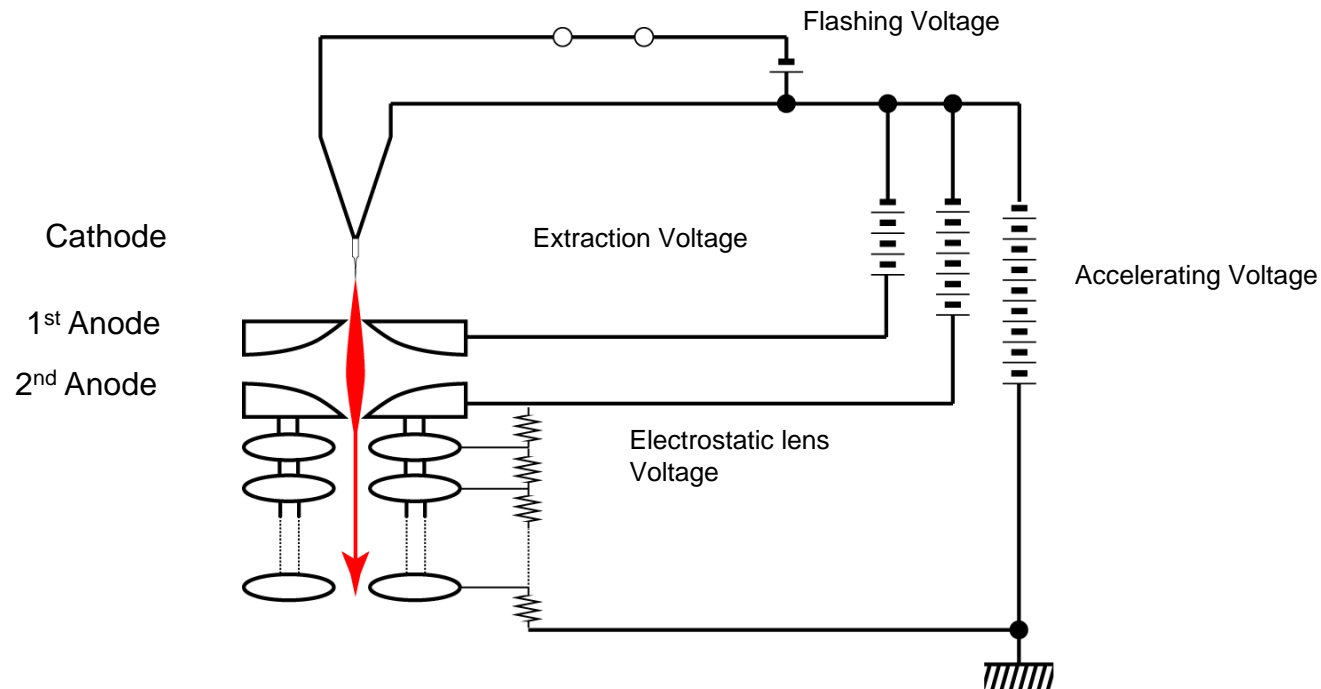 Flashing Voltage
Cathode
Extraction Voltage
Accelerating Voltage
1st Anode
2nd Anode
Electrostatic lens
Voltage